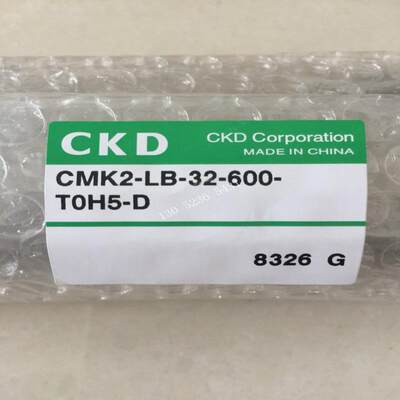 CKD
CKD Corporation
MADE IN CHINA
CMK2-LB-32-600-
T0H5-D
8326 G